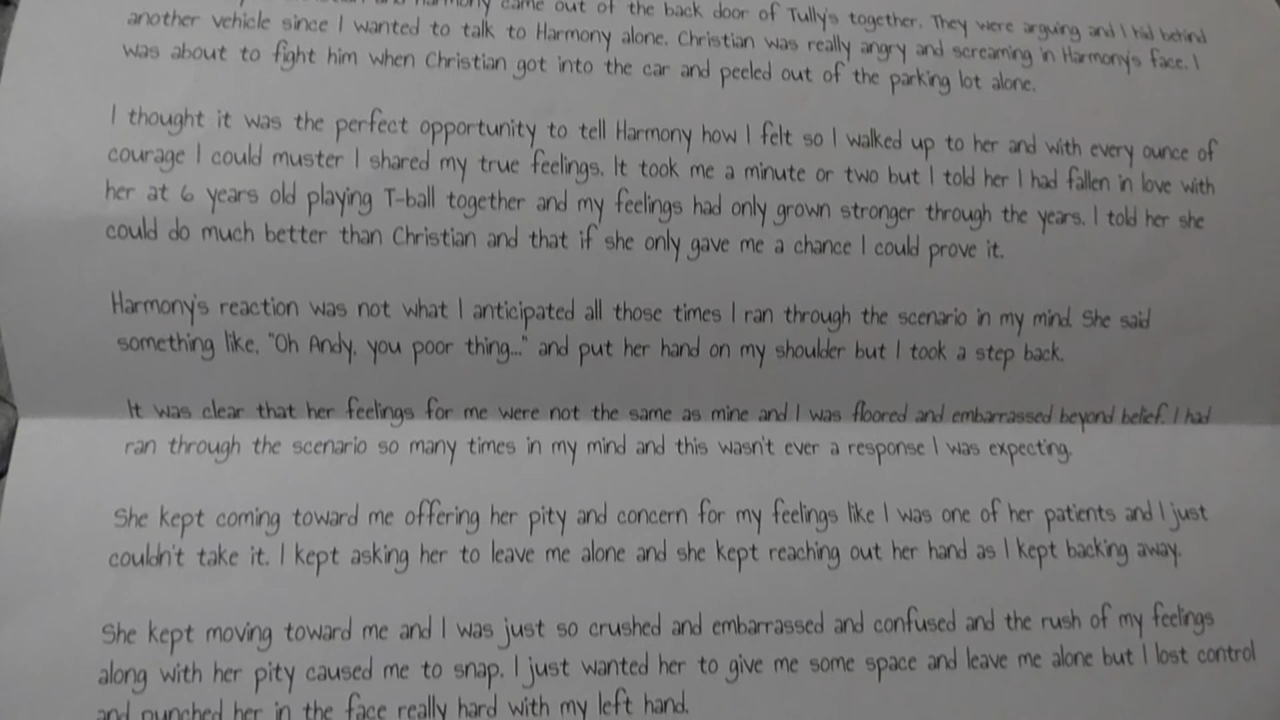 and Harmony came out of the back door of Tully's together. They were arguing and I hid behind
another vehicle since I wanted to talk to Harmony alone. Christian was really angry and screaming in Harmony's face. I
was about to fight him when Christian got into the car and peeled out of the parking lot alone.
I thought it was the perfect opportunity to tell Harmony how I felt so I walked up to her and with every ounce of
courage I could muster I shared my true feelings. It took me a minute or two but I told her I had fallen in love with
her at 6 years old playing T-ball together and my feelings had only grown stronger through the years. I told her she
could do much better than Christian and that if she only gave me a chance I could prove it.
Harmony's reaction was not what I anticipated all those times I ran through the scenario in my mind. She said
something like, "Oh Andy, you poor thing..." and put her hand on my shoulder but I took a step back.
It was clear that her feelings for me were not the same as mine and I was floored and embarrassed beyond belief. I had
ran through the scenario so many times in my mind and this wasn't ever a response I was expecting.
She kept coming toward me offering her pity and concern for my feelings like I was one of her patients and I just
couldn't take it. I kept asking her to leave me alone and she kept reaching out her hand as I kept backing away.
She kept moving toward me and I was just so crushed and embarrassed and confused and the rush of my feelings
along with her pity caused me to snap. I just wanted her to give me some space and leave me alone but I lost control
and punched her in the face really hard with my left hand.